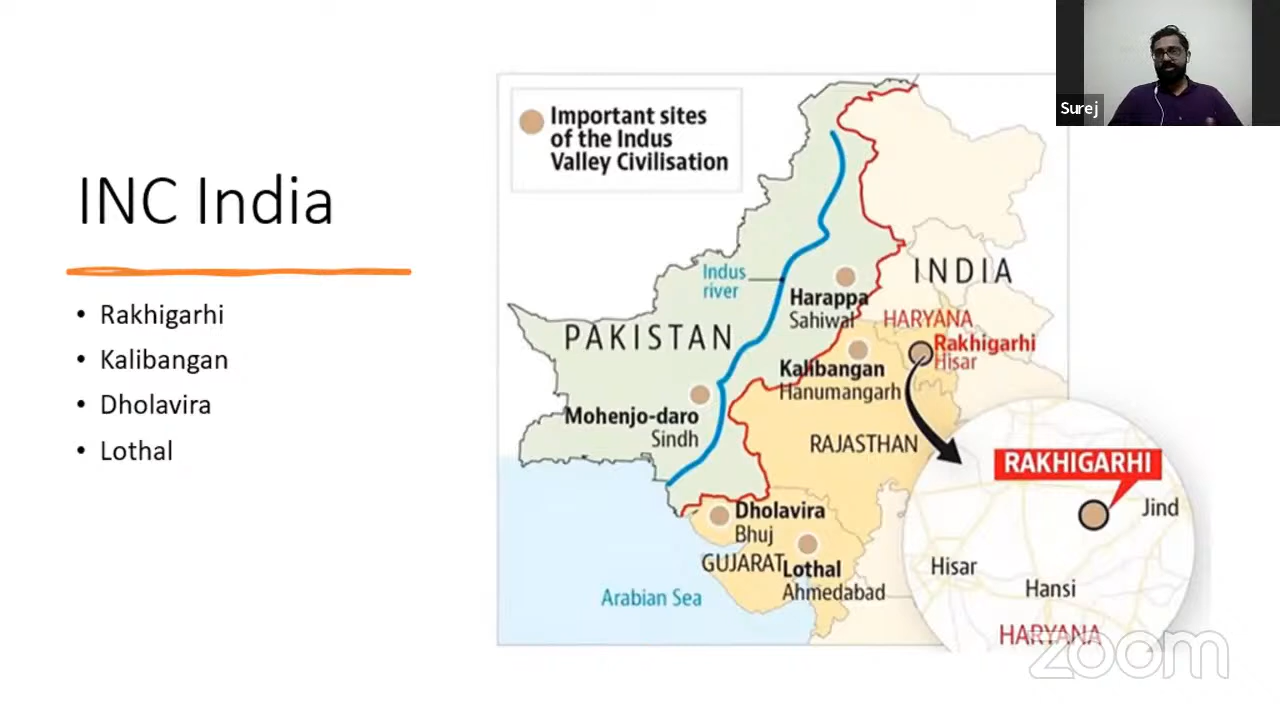 Surej
INC India
• Rakhigarhi
• Kalibangan
• Dholavira
• Lothal
Important sites
of the Indus
Valley Civilisation
Indus
river
PAKISTAN
INDIA
Harappa
Sahiwal
HARYANA
Rakhigarhi
Hisar
Kalibangan
Hanumangarh
Mohenjo-daro
Sindh
RAJASTHAN
RAKHIGARHI
Jind
Dholavira
Bhuj
GUJARAT
Lothal
Ahmedabad
Arabian Sea
Hisar
Hansi
HARYANA
zoom